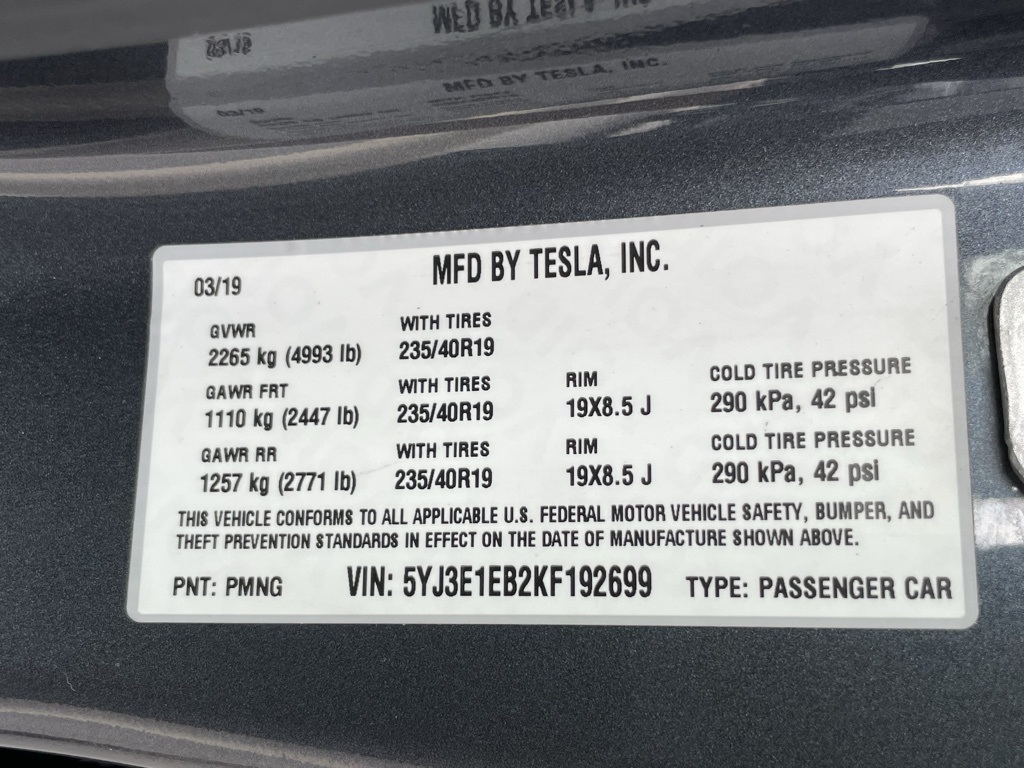 MFD BY TESLA, INC.
03/19
MFD BY TESLA, INC.
03/19
GVWR WITH TIRES
2265 kg (4993 lb) 235/40R19
GAWR FRT WITH TIRES RIM COLD TIRE PRESSURE
1110 kg (2447 lb) 235/40R19 19X8.5 J 290 kPa, 42 psi
GAWR RR WITH TIRES RIM COLD TIRE PRESSURE
1257 kg (2771 lb) 235/40R19 19X8.5 J 290 kPa, 42 psi
THIS VEHICLE CONFORMS TO ALL APPLICABLE U.S. FEDERAL MOTOR VEHICLE SAFETY, BUMPER, AND
THEFT PREVENTION STANDARDS IN EFFECT ON THE DATE OF MANUFACTURE SHOWN ABOVE.
PNT: PMNG VIN: 5YJ3E1EB2KF192699 TYPE: PASSENGER CAR